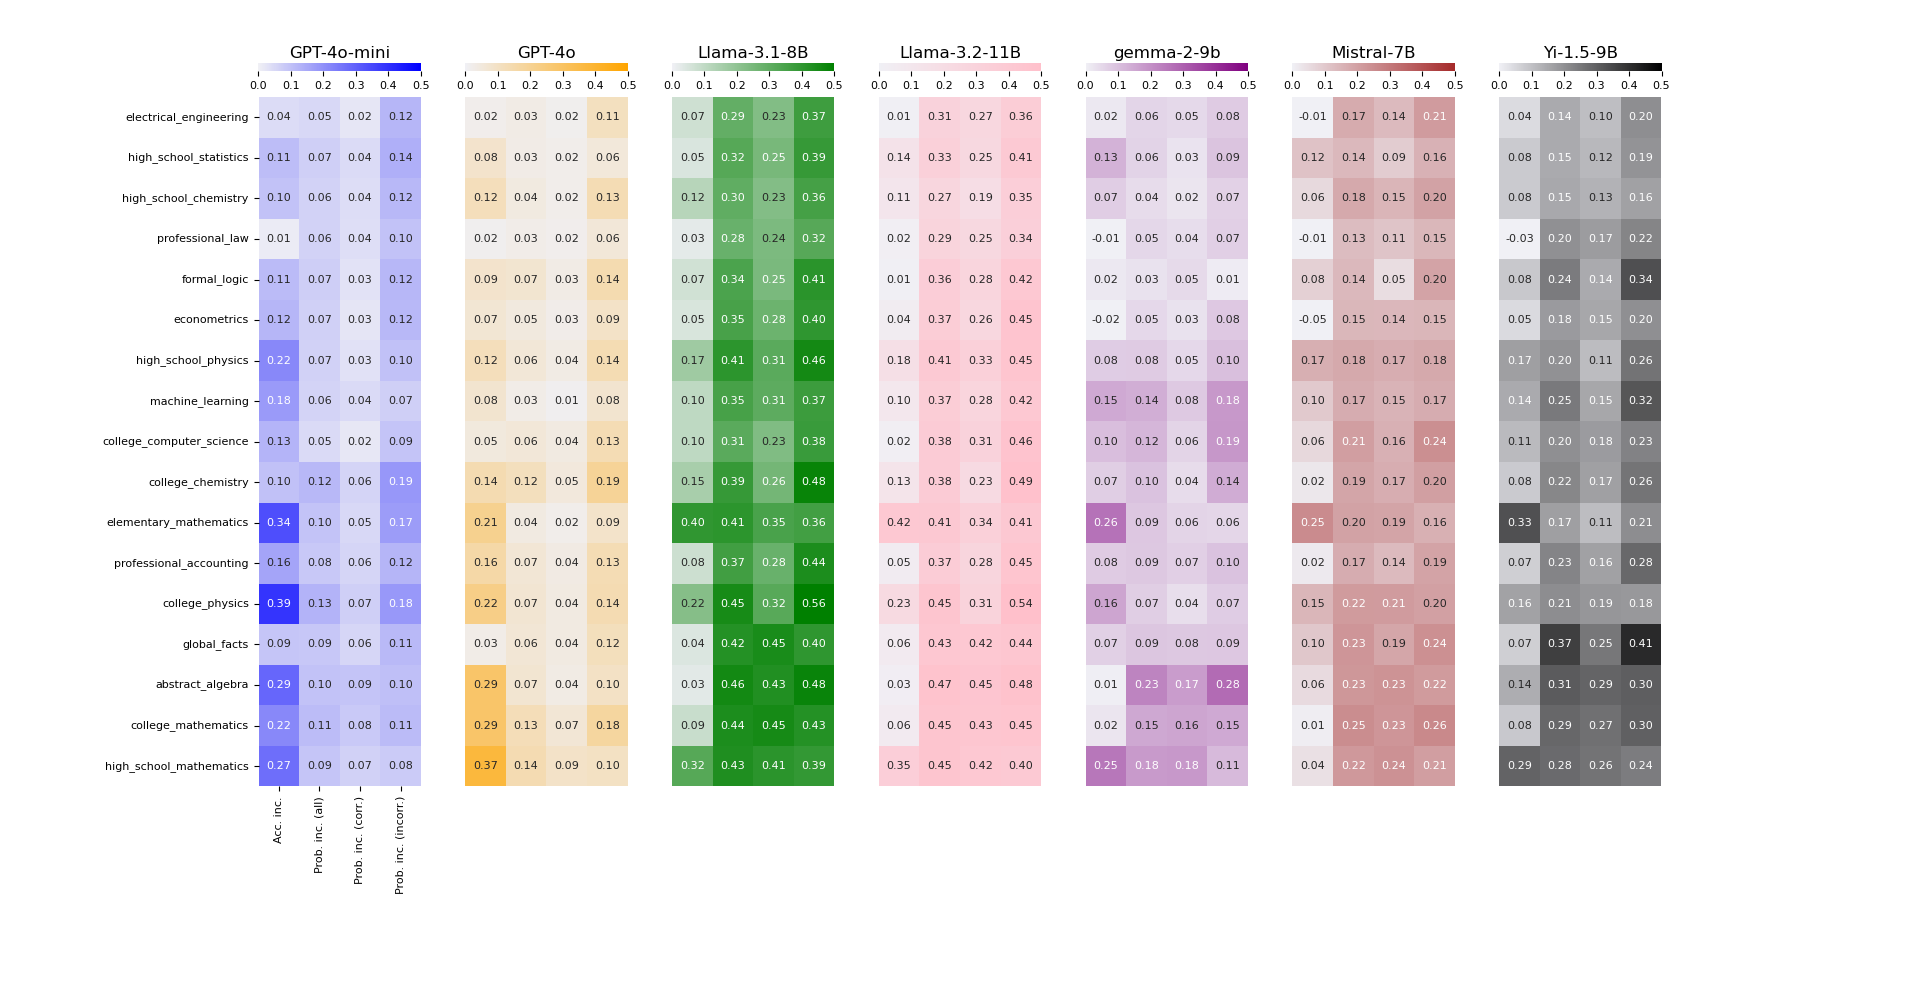 GPT-4o-mini GPT-4o Llama-3.1-8B Llama-3.2-11B gemma-2-9b Mistral-7B Yi-1.5-9B
0.0 0.1 0.2 0.3 0.4 0.5 0.0 0.1 0.2 0.3 0.4 0.5 0.0 0.1 0.2 0.3 0.4 0.5 0.0 0.1 0.2 0.3 0.4 0.5 0.0 0.1 0.2 0.3 0.4 0.5 0.0 0.1 0.2 0.3 0.4 0.5 0.0 0.1 0.2 0.3 0.4 0.5
electrical_engineering 0.04 0.05 0.02 0.12 0.02 0.03 0.02 0.11 0.07 0.29 0.23 0.37 0.01 0.31 0.27 0.36 0.02 0.06 0.05 0.08 -0.01 0.17 0.14 0.21 0.04 0.14 0.10 0.20
high_school_statistics 0.11 0.07 0.04 0.14 0.08 0.03 0.02 0.06 0.05 0.32 0.25 0.39 0.14 0.33 0.25 0.41 0.13 0.06 0.03 0.09 0.12 0.14 0.09 0.16 0.08 0.15 0.12 0.19
high_school_chemistry 0.10 0.06 0.04 0.12 0.12 0.04 0.02 0.13 0.12 0.30 0.23 0.36 0.11 0.27 0.19 0.35 0.07 0.04 0.02 0.07 0.06 0.18 0.15 0.20 0.08 0.15 0.13 0.16
professional_law 0.01 0.06 0.04 0.10 0.02 0.03 0.02 0.06 0.03 0.28 0.24 0.32 0.02 0.29 0.25 0.34 -0.01 0.05 0.04 0.07 -0.01 0.13 0.11 0.15 -0.03 0.20 0.17 0.22
formal_logic 0.11 0.07 0.03 0.12 0.09 0.07 0.03 0.14 0.07 0.34 0.25 0.41 0.01 0.36 0.28 0.42 0.02 0.03 0.05 0.01 0.08 0.14 0.05 0.20 0.08 0.24 0.14 0.34
econometrics 0.12 0.07 0.03 0.12 0.07 0.05 0.03 0.09 0.05 0.35 0.28 0.40 0.04 0.37 0.26 0.45 -0.02 0.05 0.03 0.08 -0.05 0.15 0.14 0.15 0.05 0.18 0.15 0.20
high_school_physics 0.22 0.07 0.03 0.10 0.12 0.06 0.04 0.14 0.17 0.41 0.31 0.46 0.18 0.41 0.33 0.45 0.08 0.08 0.05 0.10 0.17 0.18 0.17 0.18 0.17 0.20 0.11 0.26
machine_learning 0.18 0.06 0.04 0.07 0.08 0.03 0.01 0.08 0.10 0.35 0.31 0.37 0.10 0.37 0.28 0.42 0.15 0.14 0.08 0.18 0.10 0.17 0.15 0.17 0.14 0.25 0.15 0.32
college_computer_science 0.13 0.05 0.02 0.09 0.05 0.06 0.04 0.13 0.10 0.31 0.23 0.38 0.02 0.38 0.31 0.46 0.10 0.12 0.06 0.19 0.06 0.21 0.16 0.24 0.11 0.20 0.18 0.23
college_chemistry 0.10 0.12 0.06 0.19 0.14 0.12 0.05 0.19 0.15 0.39 0.26 0.48 0.13 0.38 0.23 0.49 0.07 0.10 0.04 0.14 0.02 0.19 0.17 0.20 0.08 0.22 0.17 0.26
elementary_mathematics 0.34 0.10 0.05 0.17 0.21 0.04 0.02 0.09 0.40 0.41 0.35 0.36 0.42 0.41 0.34 0.41 0.26 0.09 0.06 0.06 0.25 0.20 0.19 0.16 0.33 0.17 0.11 0.21
professional_accounting 0.16 0.08 0.06 0.12 0.16 0.07 0.04 0.13 0.08 0.37 0.28 0.44 0.05 0.37 0.28 0.45 0.08 0.09 0.07 0.10 0.02 0.17 0.14 0.19 0.07 0.23 0.16 0.28
college_physics 0.39 0.13 0.07 0.18 0.22 0.07 0.04 0.14 0.22 0.45 0.32 0.56 0.23 0.45 0.31 0.54 0.16 0.07 0.04 0.07 0.15 0.22 0.21 0.20 0.16 0.21 0.19 0.18
global_facts 0.09 0.09 0.06 0.11 0.03 0.06 0.04 0.12 0.04 0.42 0.45 0.40 0.06 0.43 0.42 0.44 0.07 0.09 0.08 0.09 0.10 0.23 0.19 0.24 0.07 0.37 0.25 0.41
abstract_algebra 0.29 0.10 0.09 0.10 0.29 0.07 0.04 0.10 0.03 0.46 0.43 0.48 0.03 0.47 0.45 0.48 0.01 0.23 0.17 0.28 0.06 0.23 0.23 0.22 0.14 0.31 0.29 0.30
college_mathematics 0.22 0.11 0.08 0.11 0.29 0.13 0.07 0.18 0.09 0.44 0.45 0.43 0.06 0.45 0.43 0.45 0.02 0.15 0.16 0.15 0.01 0.25 0.23 0.26 0.08 0.29 0.27 0.30
high_school_mathematics 0.27 0.09 0.07 0.08 0.37 0.14 0.09 0.10 0.32 0.43 0.41 0.39 0.35 0.45 0.42 0.40 0.25 0.18 0.18 0.11 0.04 0.22 0.24 0.21 0.29 0.28 0.26 0.24
Acc. inc.
Prob. inc. (all)
Prob. inc. (corr.)
Prob. inc. (incorr.)